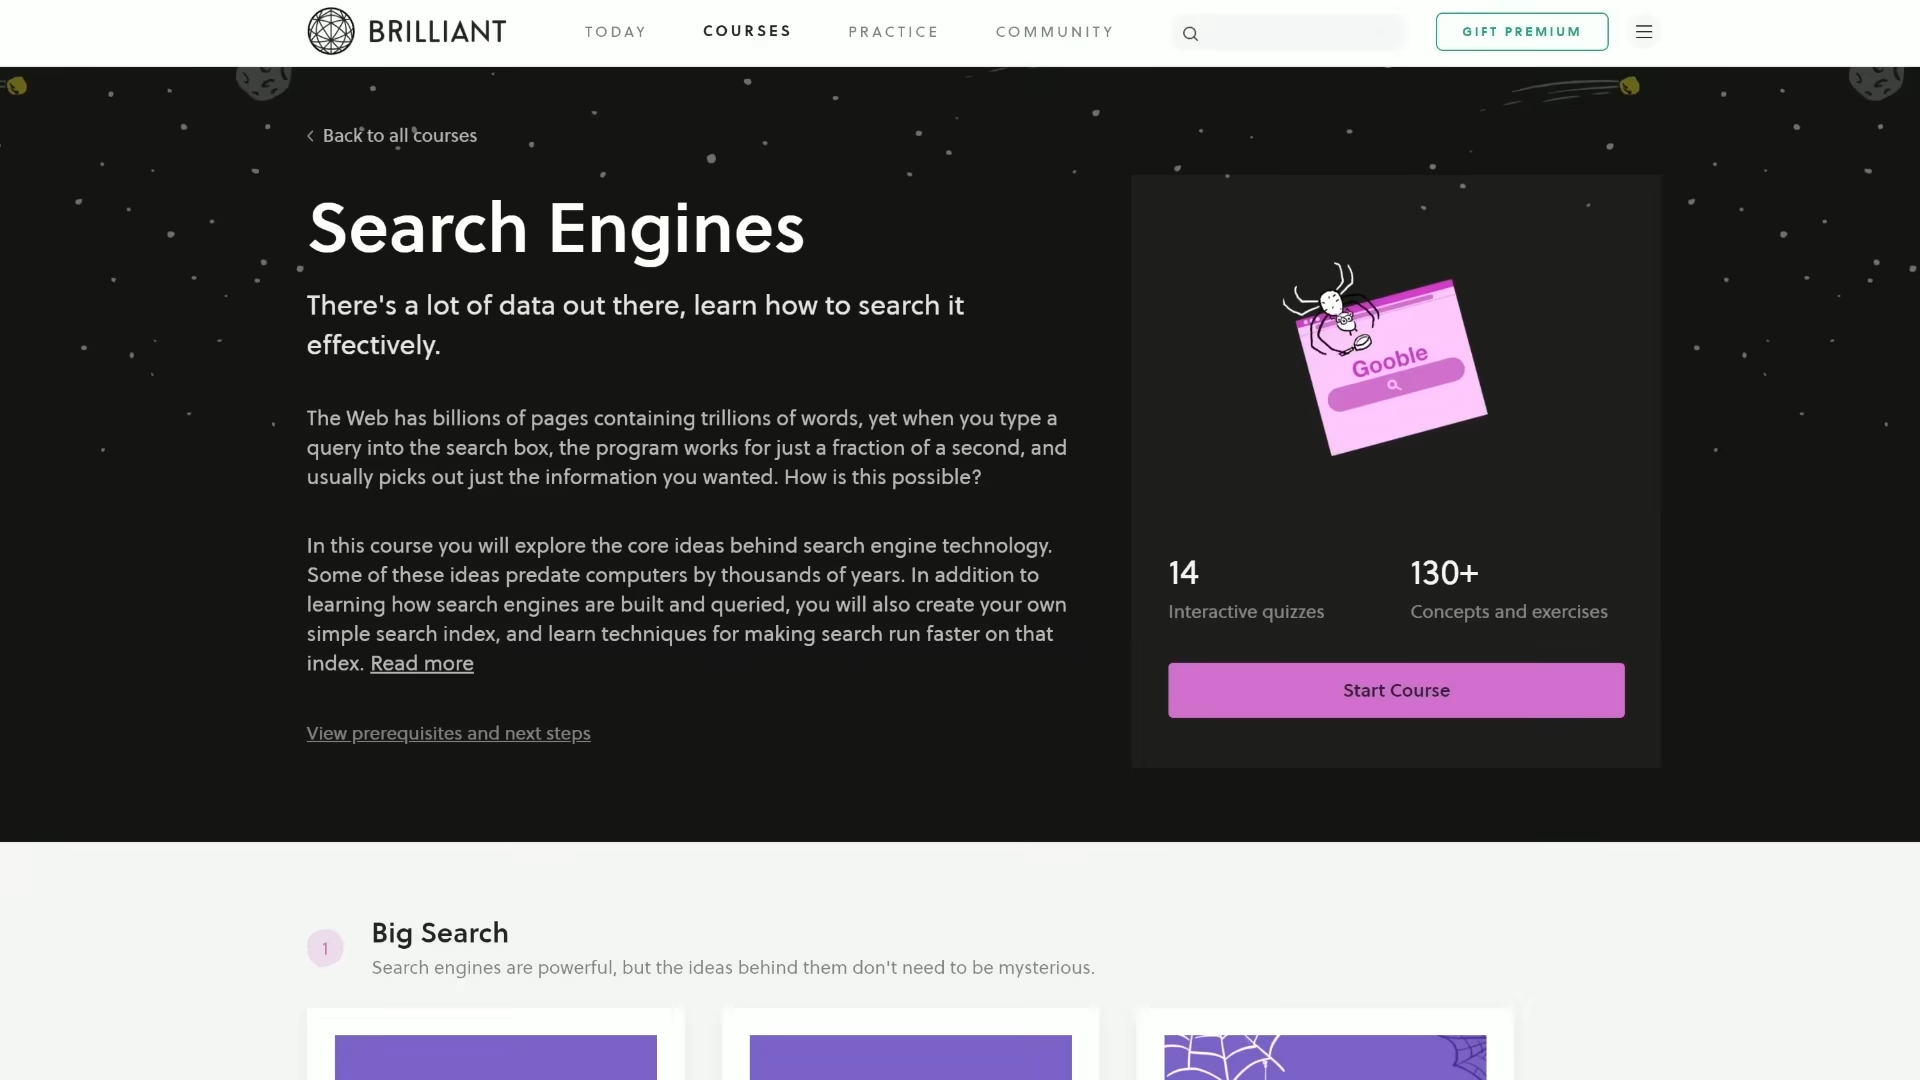 BRILLIANT
TODAY
COURSES
PRACTICE
COMMUNITY
GIFT PREMIUM
Back to all courses
Search Engines
There's a lot of data out there, learn how to search it
effectively.
The Web has billions of pages containing trillions of words, yet when you type a
query into the search box, the program works for just a fraction of a second, and
usually picks out just the information you wanted. How is this possible?
In this course you will explore the core ideas behind search engine technology.
Some of these ideas predate computers by thousands of years. In addition to
learning how search engines are built and queried, you will also create your own
simple search index, and learn techniques for making search run faster on that
index. Read more
View prerequisites and next steps
Gooble
14
Interactive quizzes
130+
Concepts and exercises
Start Course
1
Big Search
Search engines are powerful, but the ideas behind them don't need to be mysterious.